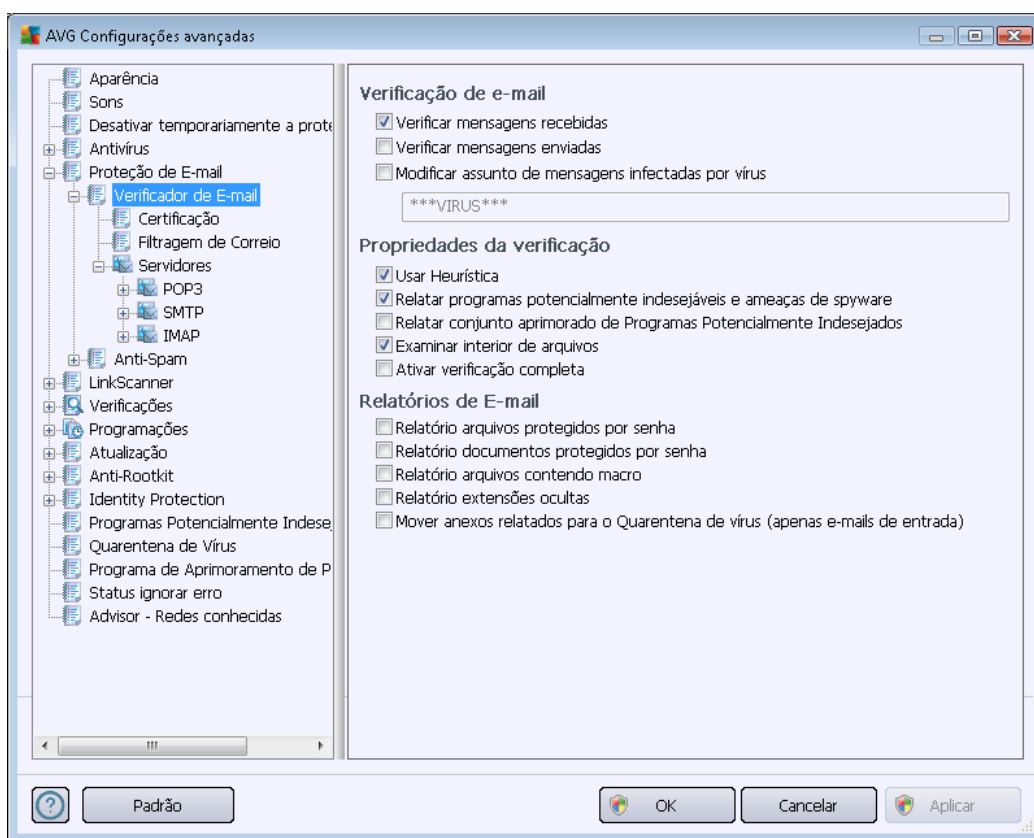 AVG Configurações avançadas
Aparência
Sons
Desativar temporariamente a prote
Antivírus
Proteção de E-mail
Verificador de E-mail
Certificação
Filtragem de Correio
Servidores
POP3
SMTP
IMAP
Anti-Spam
LinkScanner
Verificações
Programações
Atualização
Anti-Rootkit
Identity Protection
Programas Potencialmente Indesej
Quarentena de Vírus
Programa de Aprimoramento de P
Status ignorar erro
Advisor - Redes conhecidas
Verificação de e-mail
Verificar mensagens recebidas
Verificar mensagens enviadas
Modificar assunto de mensagens infectadas por vírus
***VIRUS***
Propriedades da verificação
Usar Heurística
Relatar programas potencialmente indesejáveis e ameaças de spyware
Relatar conjunto aprimorado de Programas Potencialmente Indesejados
Examinar interior de arquivos
Ativar verificação completa
Relatórios de E-mail
Relatório arquivos protegidos por senha
Relatório documentos protegidos por senha
Relatório arquivos contendo macro
Relatório extensões ocultas
Mover anexos relatados para o Quarentena de vírus (apenas e-mails de entrada)
? Padrão OK Cancelar Aplicar